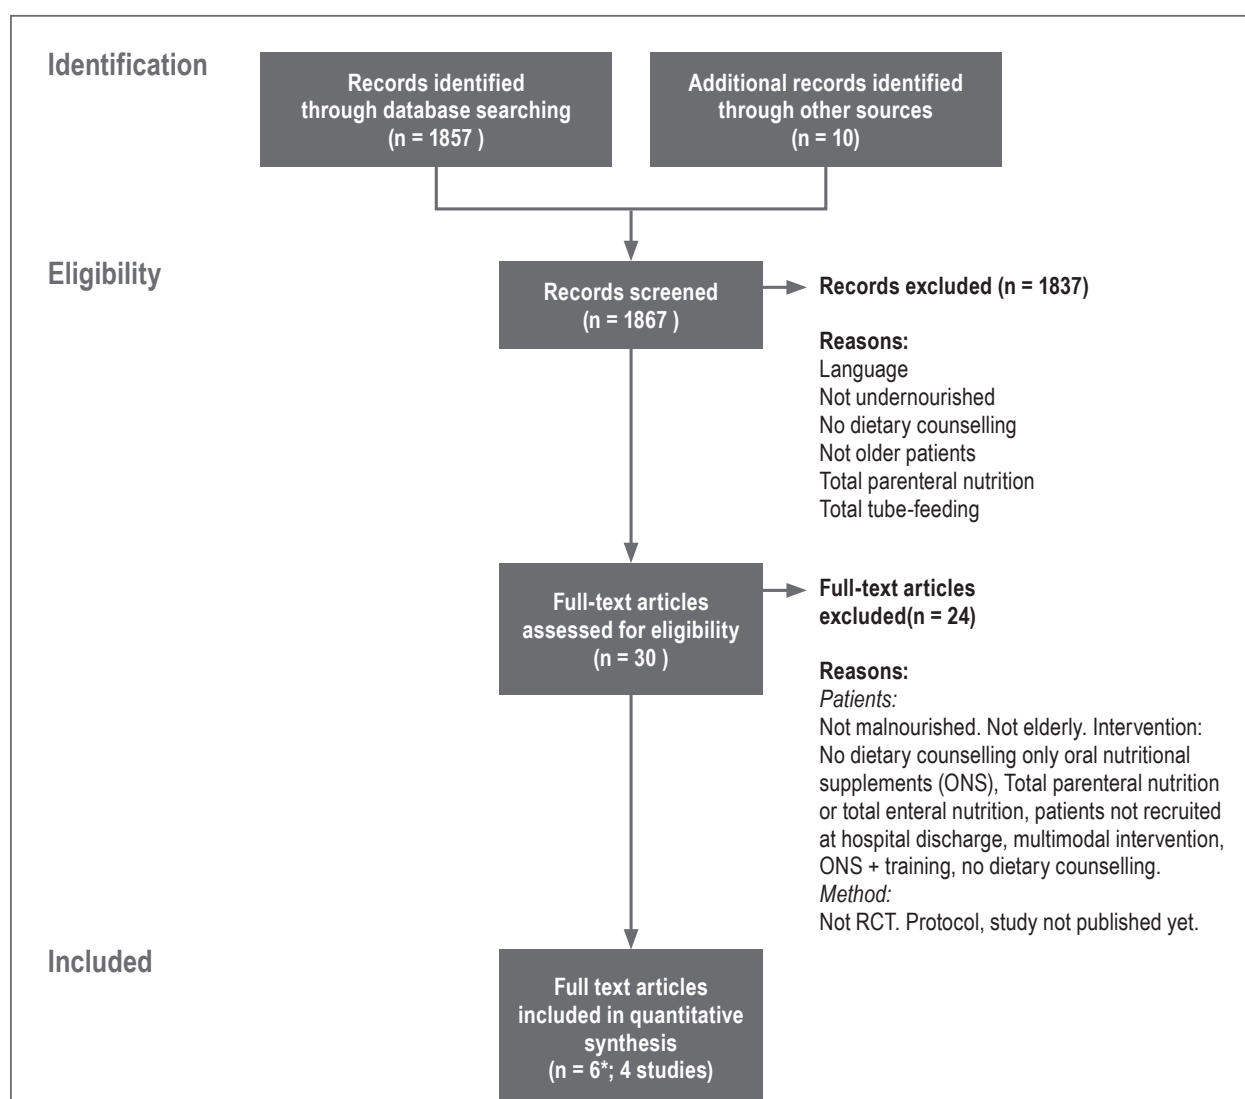 Identification
Records identified
through database searching
(n = 1857 )
Additional records identified
through other sources
(n = 10)
Eligibility
Records screened
(n = 1867 )
Records excluded (n = 1837)
Reasons:
Language
Not undernourished
No dietary counselling
Not older patients
Total parenteral nutrition
Total tube-feeding
Full-text articles
assessed for eligibility
(n = 30 )
Full-text articles
excluded(n = 24)
Reasons:
Patients:
Not malnourished. Not elderly. Intervention:
No dietary counselling only oral nutritional
supplements (ONS), Total parenteral nutrition
or total enteral nutrition, patients not recruited
at hospital discharge, multimodal intervention,
ONS + training, no dietary counselling.
Method:
Not RCT. Protocol, study not published yet.
Included
Full text articles
included in quantitative
synthesis
(n = 6*; 4 studies)